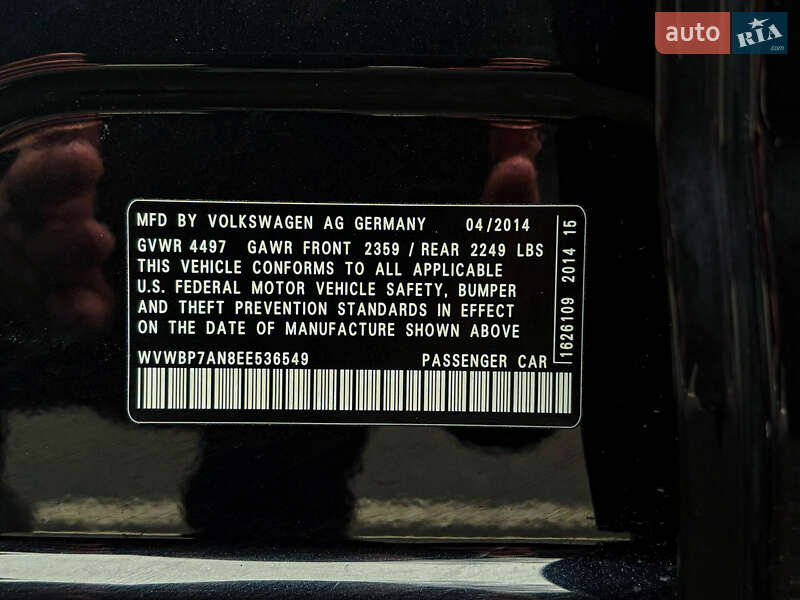 auto RIA
.com
MFD BY VOLKSWAGEN AG GERMANY 04/2014
GVWR 4497 GAWR FRONT 2359 / REAR 2249 LBS
THIS VEHICLE CONFORMS TO ALL APPLICABLE
U.S. FEDERAL MOTOR VEHICLE SAFETY, BUMPER
AND THEFT PREVENTION STANDARDS IN EFFECT
ON THE DATE OF MANUFACTURE SHOWN ABOVE
WVWBP7AN8EE536549 PASSENGER CAR
1626109 2014 15